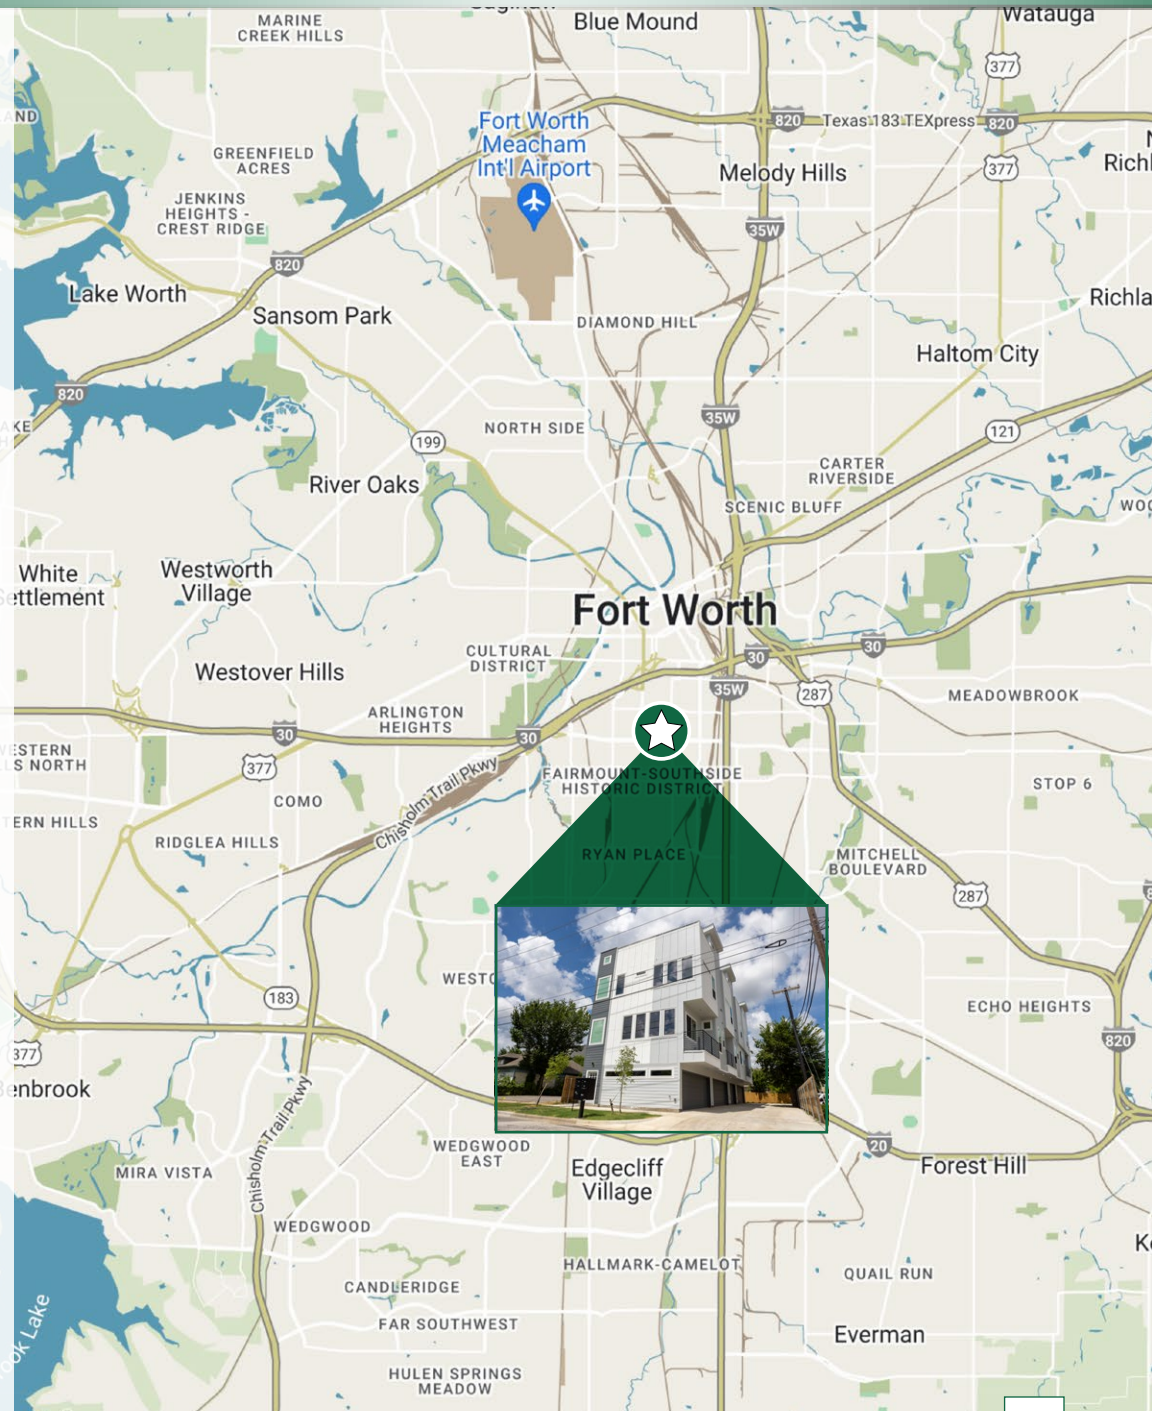 Blue Mound
Watauga
MARINE
CREEK HILLS
377
820
Texas 183 TEXpress
820
Fort Worth
Meacham
Int'l Airport
GREENFIELD
ACRES
Melody Hills
377
JENKINS
HEIGHTS -
CREST RIDGE
35W
820
Lake Worth
Sansom Park
DIAMOND HILL
Haltom City
820
35W
199
NORTH SIDE
121
CARTER
RIVERSIDE
River Oaks
SCENIC BLUFF
White
Westworth
Village
Fort Worth
CULTURAL
DISTRICT
30
30
Westover Hills
35W
287
MEADOWBROOK
ARLINGTON
HEIGHTS
30
30
377
Chisholm Trail Pkwy
FAIRMOUNT-SOUTHSIDE
HISTORIC DISTRICT
STOP 6
COMO
RIDGLEA HILLS
RYAN PLACE
MITCHELL
BOULEVARD
287
183
ECHO HEIGHTS
377
820
Chisholm Trail Pkwy
20
WEDGWOOD
EAST
Edgecliff
Village
Forest Hill
MIRA VISTA
WEDGWOOD
HALLMARK-CAMELOT
QUAIL RUN
CANDLERIDGE
FAR SOUTHWEST
Everman
HULEN SPRINGS
MEADOW
Lake